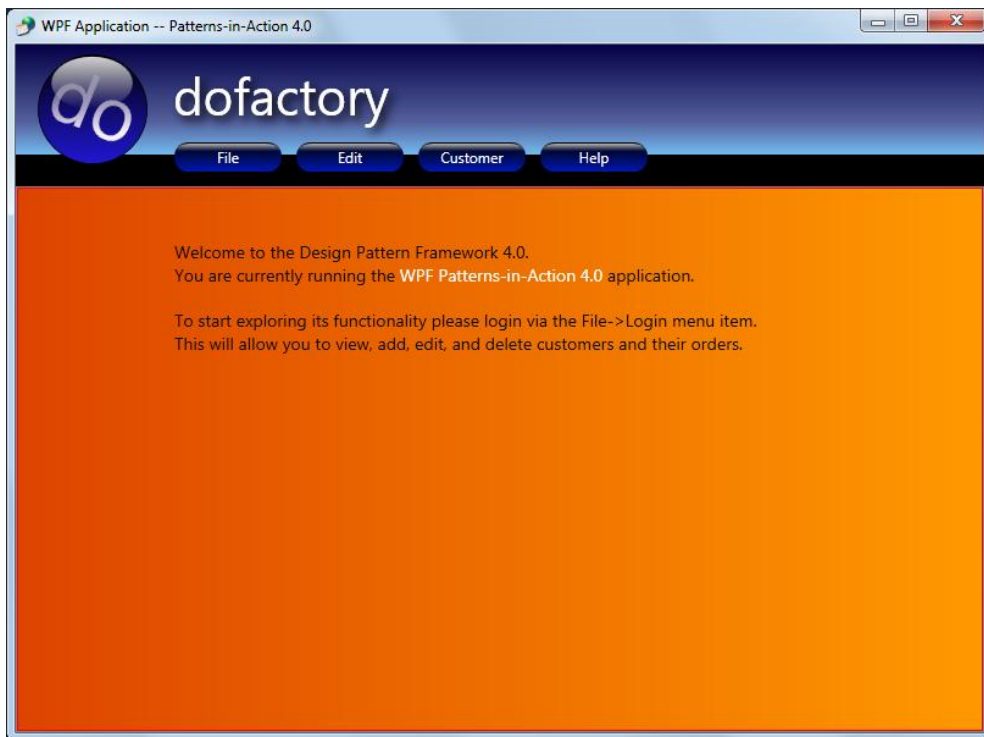 WPF Application -- Patterns-in-Action 4.0
do
dofactory
File Edit Customer Help
Welcome to the Design Pattern Framework 4.0.
You are currently running the WPF Patterns-in-Action 4.0 application.
To start exploring its functionality please login via the File->Login menu item.
This will allow you to view, add, edit, and delete customers and their orders.